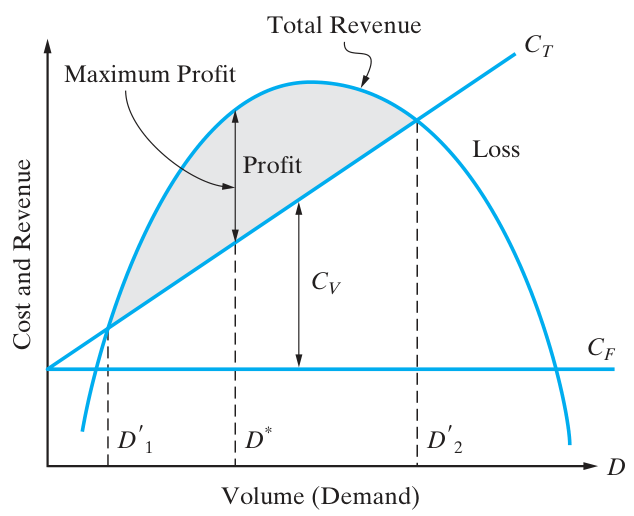 Total Revenue
C_T
Maximum Profit
Loss
Profit
Cost and Revenue
C_V
C_F
D′_1
D*
D′_2
D
Volume (Demand)